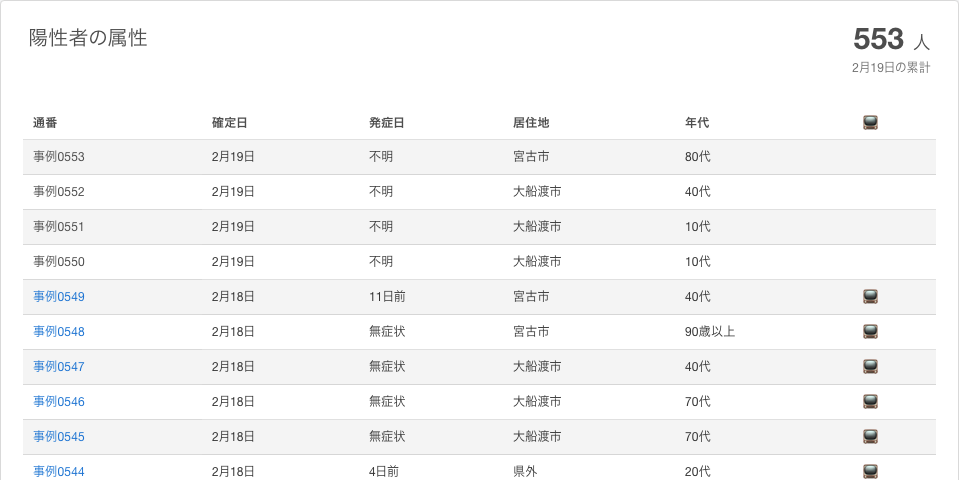 陽性者の属性
553 人
2月19日の累計
通番 確定日 発症日 居住地 年代
事例0553 2月19日 不明 宮古市 80代
事例0552 2月19日 不明 大船渡市 40代
事例0551 2月19日 不明 大船渡市 10代
事例0550 2月19日 不明 大船渡市 10代
事例0549 2月18日 11日前 宮古市 40代
事例0548 2月18日 無症状 宮古市 90歳以上
事例0547 2月18日 無症状 大船渡市 40代
事例0546 2月18日 無症状 大船渡市 70代
事例0545 2月18日 無症状 大船渡市 70代
事例0544 2月18日 4日前 県外 20代